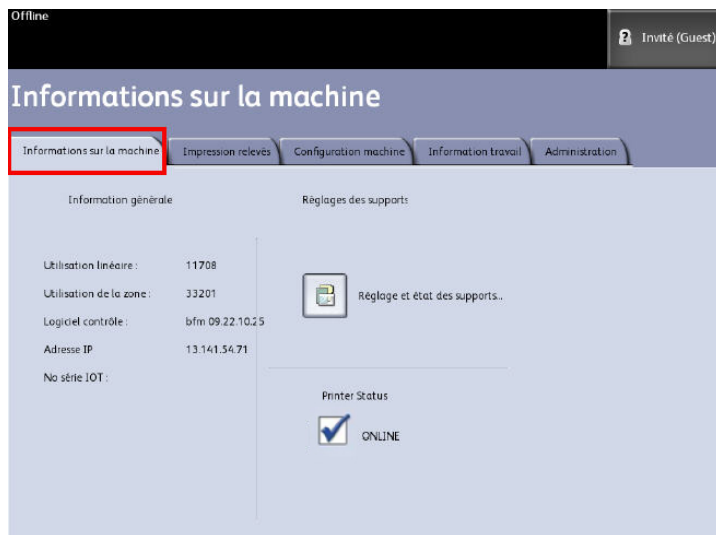 Offline
Invité (Guest)
Informations sur la machine
Informations sur la machine
Impression relevés
Configuration machine
Information travail
Administration
Information générale
Réglages des supports
Utilisation linéaire :
11708
Utilisation de la zone :
33201
Réglage et état des supports..
Logiciel contrôle :
bfm 09.22.10.25
Adresse IP
13.141.54.71
No série IOT :
Printer Status
ONLINE